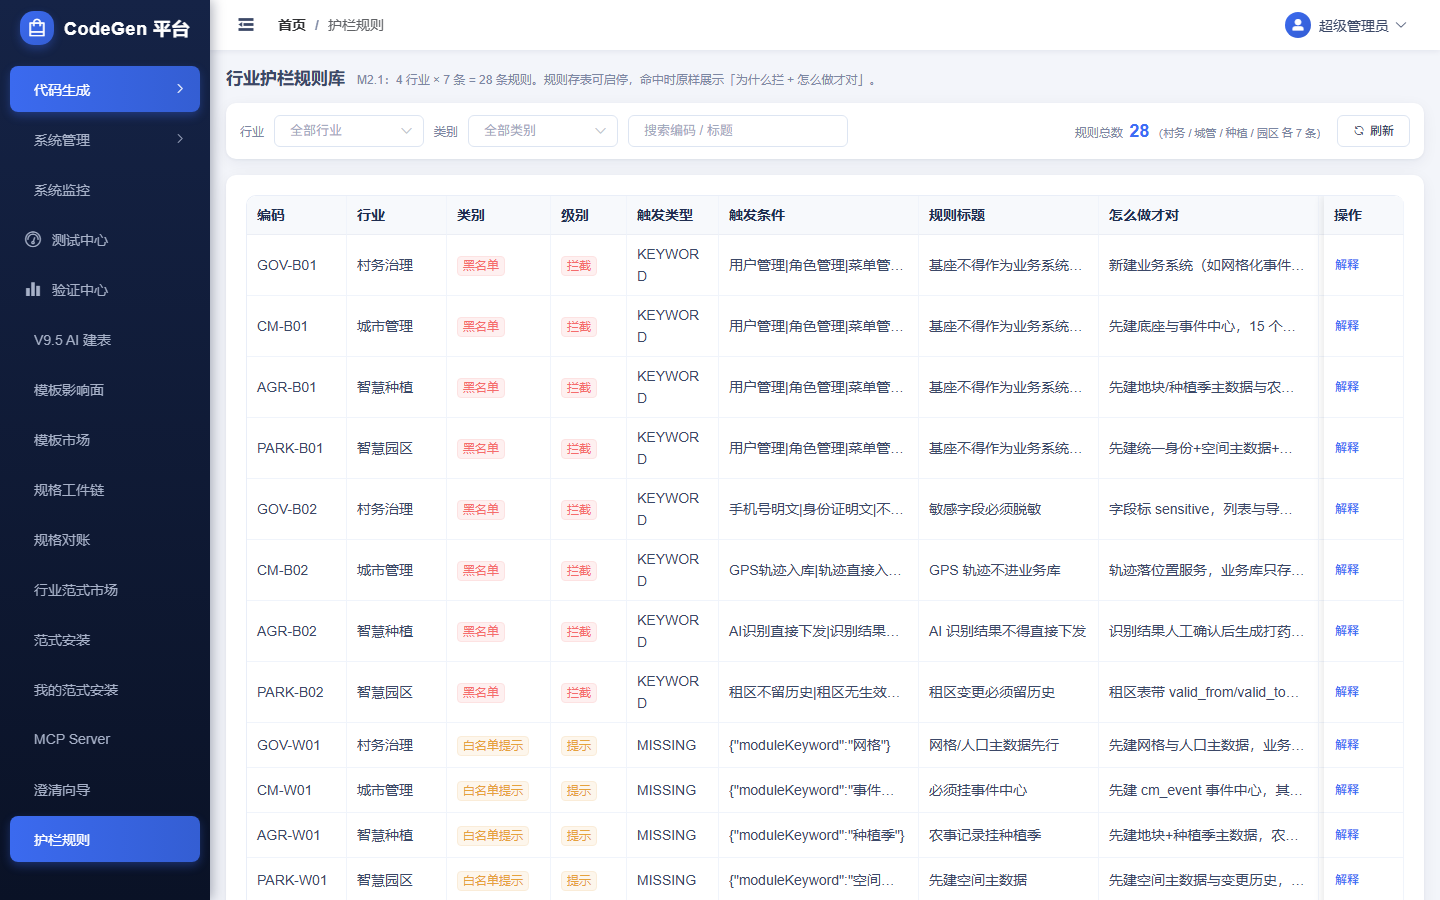 CodeGen 平台
代码生成
系统管理
系统监控
测试中心
验证中心
V9.5 AI 建表
模板影响面
模板市场
规格工件链
规格对账
行业范式市场
范式安装
我的范式安装
MCP Server
澄清向导
护栏规则
首页 / 护栏规则
超级管理员
行业护栏规则库 M2.1：4 行业 × 7 条 = 28 条规则。规则存表可启停，命中时原样展示「为什么拦 + 怎么做才对」。
行业 全部行业 类别 全部类别 搜索编码 / 标题 规则总数 28 (村务 / 城管 / 种植 / 园区 各 7 条) 刷新
编码 行业 类别 级别 触发类型 触发条件 规则标题 怎么做才对 操作
GOV-B01 村务治理 黑名单 拦截 KEYWORD 用户管理|角色管理|菜单管... 基座不得作为业务系统... 新建业务系统（如网格化事件... 解释
CM-B01 城市管理 黑名单 拦截 KEYWORD 用户管理|角色管理|菜单管... 基座不得作为业务系统... 先建底座与事件中心，15 个... 解释
AGR-B01 智慧种植 黑名单 拦截 KEYWORD 用户管理|角色管理|菜单管... 基座不得作为业务系统... 先建地块/种植季主数据与农... 解释
PARK-B01 智慧园区 黑名单 拦截 KEYWORD 用户管理|角色管理|菜单管... 基座不得作为业务系统... 先建统一身份+空间主数据+... 解释
GOV-B02 村务治理 黑名单 拦截 KEYWORD 手机号明文|身份证明文|不... 敏感字段必须脱敏 字段标 sensitive，列表与导... 解释
CM-B02 城市管理 黑名单 拦截 KEYWORD GPS轨迹入库|轨迹直接入... GPS 轨迹不进业务库 轨迹落位置服务，业务库只存... 解释
AGR-B02 智慧种植 黑名单 拦截 KEYWORD AI识别直接下发|识别结果... AI 识别结果不得直接下发 识别结果人工确认后生成打药... 解释
PARK-B02 智慧园区 黑名单 拦截 KEYWORD 租区不留历史|租区无生效... 租区变更必须留历史 租区表带 valid_from/valid_to... 解释
GOV-W01 村务治理 白名单提示 提示 MISSING {"moduleKeyword":"网格"} 网格/人口主数据先行 先建网格与人口主数据，业务... 解释
CM-W01 城市管理 白名单提示 提示 MISSING {"moduleKeyword":"事件... 必须挂事件中心 先建 cm_event 事件中心，其... 解释
AGR-W01 智慧种植 白名单提示 提示 MISSING {"moduleKeyword":"种植季"} 农事记录挂种植季 先建地块+种植季主数据，农... 解释
PARK-W01 智慧园区 白名单提示 提示 MISSING {"moduleKeyword":"空间... 先建空间主数据 先建空间主数据与变更历史，... 解释